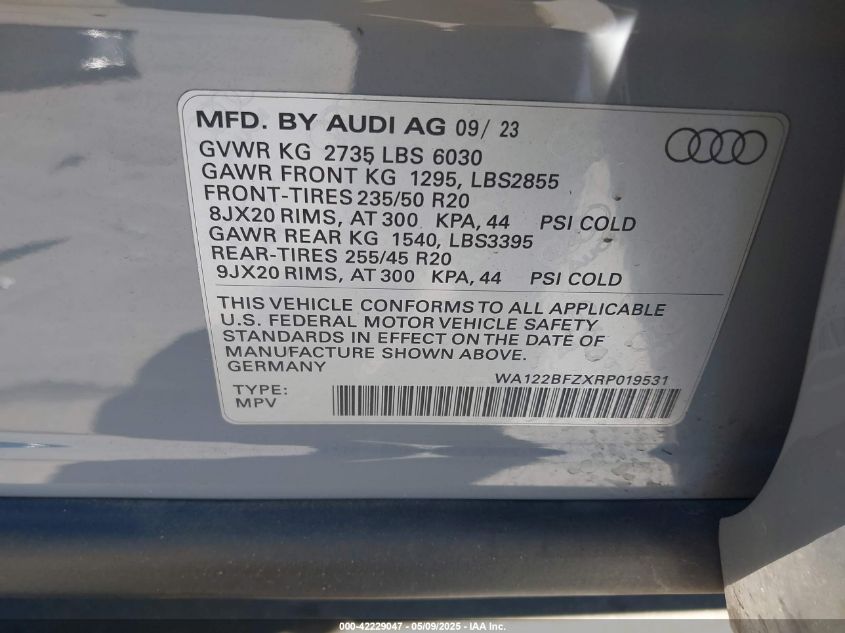 MFD. BY AUDI AG 09/ 23
GVWR KG 2735 LBS 6030
GAWR FRONT KG 1295, LBS2855
FRONT-TIRES 235/50 R20
8JX20 RIMS, AT 300 KPA, 44 PSI COLD
GAWR REAR KG 1540, LBS3395
REAR-TIRES 255/45 R20
9JX20 RIMS, AT 300 KPA, 44 PSI COLD
THIS VEHICLE CONFORMS TO ALL APPLICABLE
U.S. FEDERAL MOTOR VEHICLE SAFETY
STANDARDS IN EFFECT ON THE DATE OF
MANUFACTURE SHOWN ABOVE.
GERMANY
WA122BFZXRP019531
TYPE:
MPV
000-42229047 - 05/09/2025 - IAA Inc.